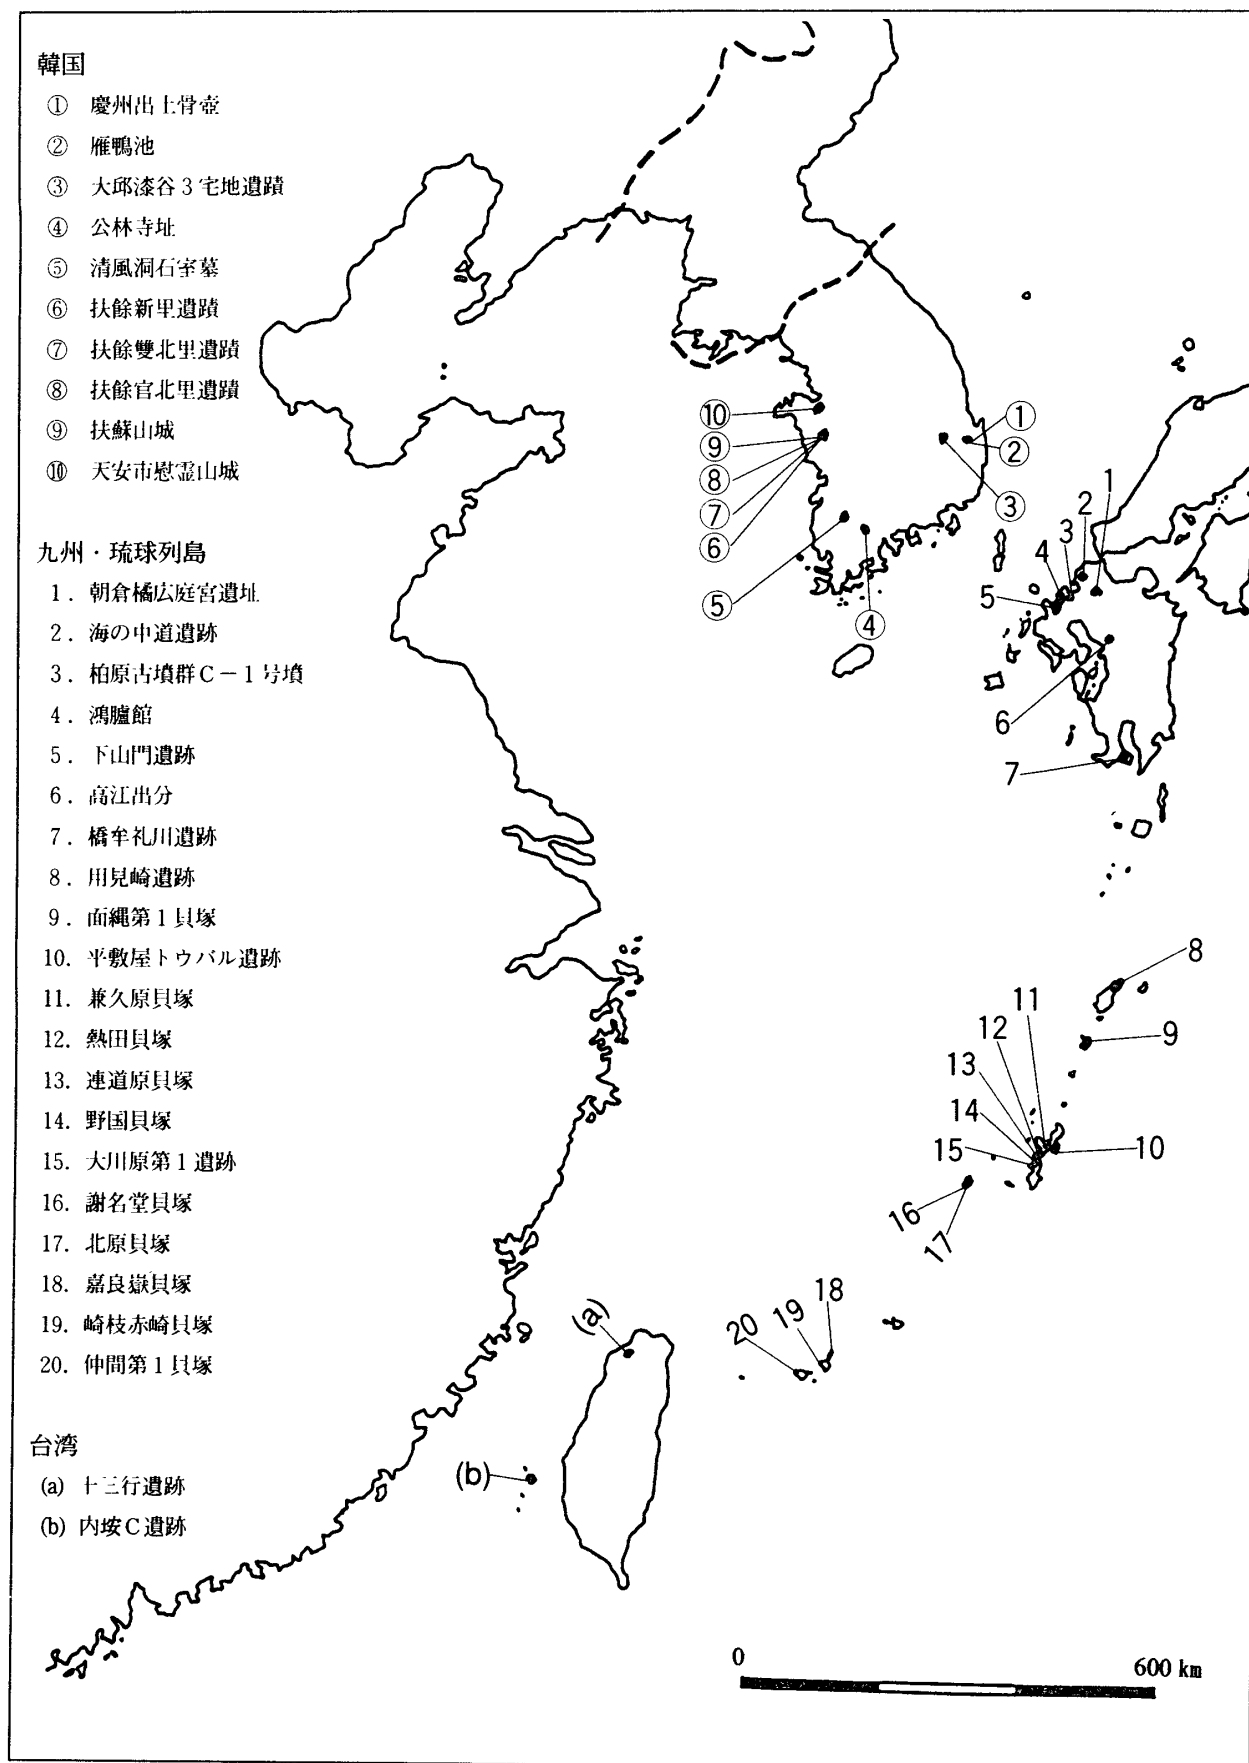 韓国
① 慶州出土骨壺
② 雁鴨池
③ 大邱漆谷3宅地遺蹟
④ 公林寺址
⑤ 清風洞石室墓
⑥ 扶餘新里遺蹟
⑦ 扶餘雙北里遺蹟
⑧ 扶餘官北里遺蹟
⑨ 扶蘇山城
⑩ 天安市慰霊山城
九州・琉球列島
1. 朝倉橘広庭宮遺址
2. 海の中道遺跡
3. 柏原古墳群C-1号墳
4. 鴻臚館
5. 下山門遺跡
6. 高江出分
7. 橋牟礼川遺跡
8. 用見崎遺跡
9. 面縄第1貝塚
10. 平敷屋トウバル遺跡
11. 兼久原貝塚
12. 熱田貝塚
13. 連道原貝塚
14. 野国貝塚
15. 大川原第1遺跡
16. 謝名堂貝塚
17. 北原貝塚
18. 嘉良嶽貝塚
19. 崎枝赤崎貝塚
20. 仲間第1貝塚
台湾
(a) 十三行遺跡
(b) 内垵C遺跡
⑩
⑨
⑧
⑦
⑥
⑤
④
①
②
③
1
2
3
4
5
6
7
8
9
11
12
13
14
15
10
16
17
18
19
20
(a)
(b)
0
600 km